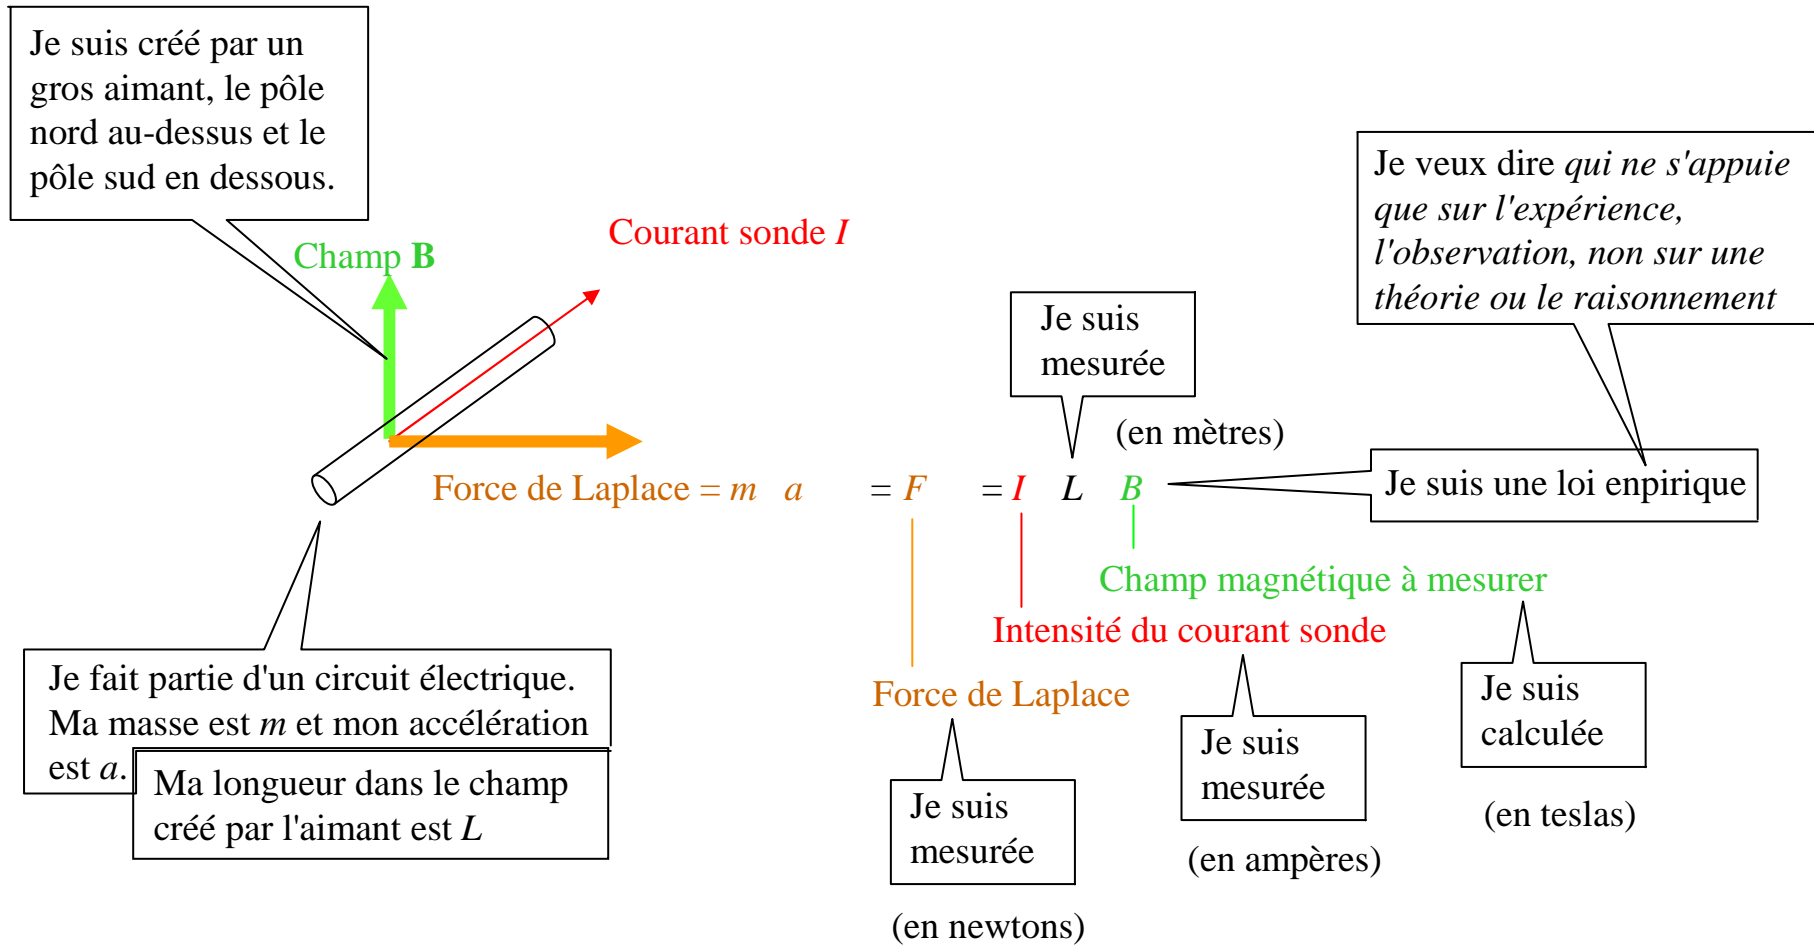 Je suis créé par un
gros aimant, le pôle
nord au-dessus et le
pôle sud en dessous.
Champ B
Courant sonde I
Je veux dire qui ne s'appuie
que sur l'expérience,
l'observation, non sur une
théorie ou le raisonnement
Je suis
mesurée
(en mètres)
Force de Laplace = m a = F = I L B
Je suis une loi enpirique
Champ magnétique à mesurer
Intensité du courant sonde
Force de Laplace
Je fait partie d'un circuit électrique.
Ma masse est m et mon accélération
est a.
Ma longueur dans le champ
créé par l'aimant est L
Je suis
mesurée
(en newtons)
Je suis
mesurée
(en ampères)
Je suis
calculée
(en teslas)